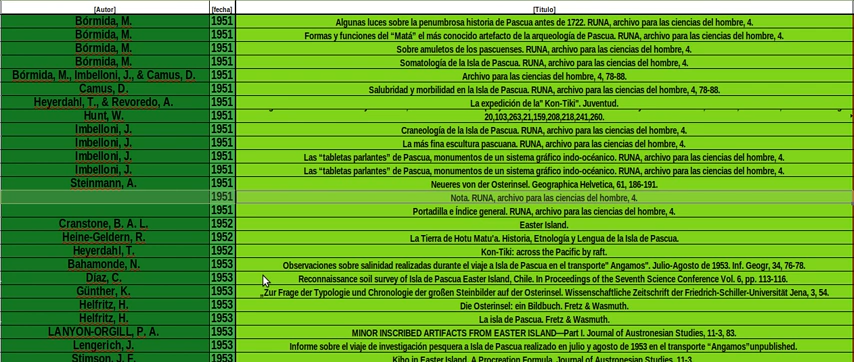 [Autor] [fecha] [Título]
Bórmida, M. 1951 Algunas luces sobre la penumbrosa historia de Pascua antes de 1722. RUNA, archivo para las ciencias del hombre, 4.
Bórmida, M. 1951 Formas y funciones del "Matá" el más conocido artefacto de la arqueología de Pascua. RUNA, archivo para las ciencias del hombre, 4.
Bórmida, M. 1951 Sobre amuletos de los pascuenses. RUNA, archivo para las ciencias del hombre, 4.
Bórmida, M. 1951 Somatología de la Isla de Pascua. RUNA, archivo para las ciencias del hombre, 4.
Bórmida, M., Imbelloni, J., & Camus, D. 1951 Archivo para las ciencias del hombre, 4, 78-88.
Camus, D. 1951 Salubridad y morbilidad en la Isla de Pascua. RUNA, archivo para las ciencias del hombre, 4, 78-88.
Heyerdahl, T., & Revoredo, A. 1951 La expedición de la" Kon-Tiki". Juventud.
Hunt, W. 1951 20,103,263,21,159,208,218,241,260.
Imbelloni, J. 1951 Craneología de la Isla de Pascua. RUNA, archivo para las ciencias del hombre, 4.
Imbelloni, J. 1951 La más fina escultura pascuana. RUNA, archivo para las ciencias del hombre, 4.
Imbelloni, J. 1951 Las "tabletas parlantes" de Pascua, monumentos de un sistema gráfico indo-océanico. RUNA, archivo para las ciencias del hombre, 4.
Imbelloni, J. 1951 Las "tabletas parlantes" de Pascua, monumentos de un sistema gráfico indo-océanico. RUNA, archivo para las ciencias del hombre, 4.
Steinmann, A. 1951 Neueres von der Osterinsel. Geographica Helvetica, 61, 186-191.
1951 Nota. RUNA, archivo para las ciencias del hombre, 4.
1951 Portadilla e Índice general. RUNA, archivo para las ciencias del hombre, 4.
Cranstone, B. A. L. 1952 Easter Island.
Heine-Geldern, R. 1952 La Tierra de Hotu Matu'a. Historia, Etnología y Lengua de la Isla de Pascua.
Heyerdahl, T. 1952 Kon-Tiki: across the Pacific by raft.
Bahamonde, N. 1953 Observaciones sobre salinidad realizadas durante el viaje a Isla de Pascua en el transporte" Angamos". Julio-Agosto de 1953. Inf. Geogr, 34, 76-78.
Díaz, C. 1953 Reconnaissance soil survey of Isla de Pascua Easter Island, Chile. In Proceedings of the Seventh Science Conference Vol. 6, pp. 113-116.
Günther, K. 1953 „Zur Frage der Typologie und Chronologie der großen Steinbilder auf der Osterinsel. Wissenschaftliche Zeitschrift der Friedrich-Schiller-Universität Jena, 3, 54.
Helfritz, H. 1953 Die Osterinsel: ein Bildbuch. Fretz & Wasmuth.
Helfritz, H. 1953 La isla de Pascua. Fretz & Wasmuth.
LANYON-ORGILL, P. A. 1953 MINOR INSCRIBED ARTIFACTS FROM EASTER ISLAND—Part I. Journal of Austronesian Studies, 11-3, 83.
Lengerich, J. 1953 Informe sobre el viaje de investigación pesquera a Isla de Pascua realizado en julio y agosto de 1953 en el transporte "Angamos"unpublished.
Stimson, J. F. 1953 Kiho in Easter Island. A Procreation Formula. Journal of Austronesian Studies, 11-3.